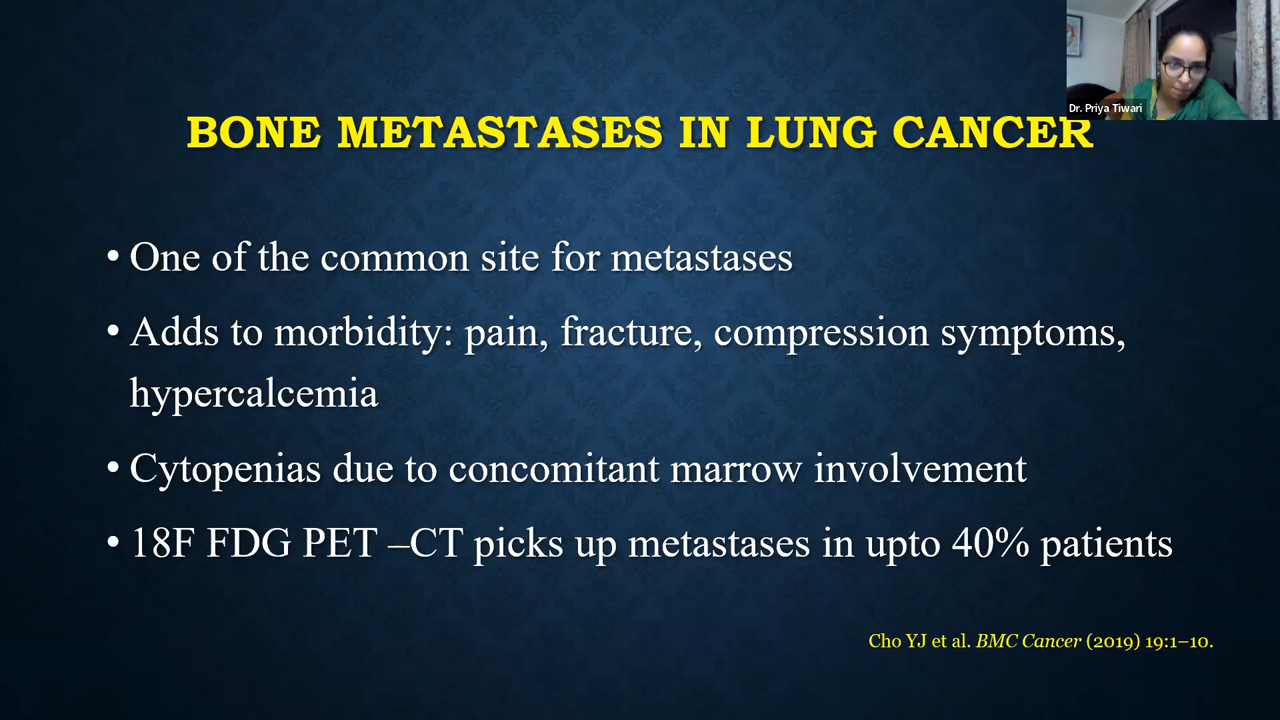 Dr. Priya Tiwari
BONE METASTASES IN LUNG CANCER
• One of the common site for metastases
• Adds to morbidity: pain, fracture, compression symptoms,
hypercalcemia
• Cytopenias due to concomitant marrow involvement
• 18F FDG PET –CT picks up metastases in upto 40% patients
Cho YJ et al. BMC Cancer (2019) 19:1–10.